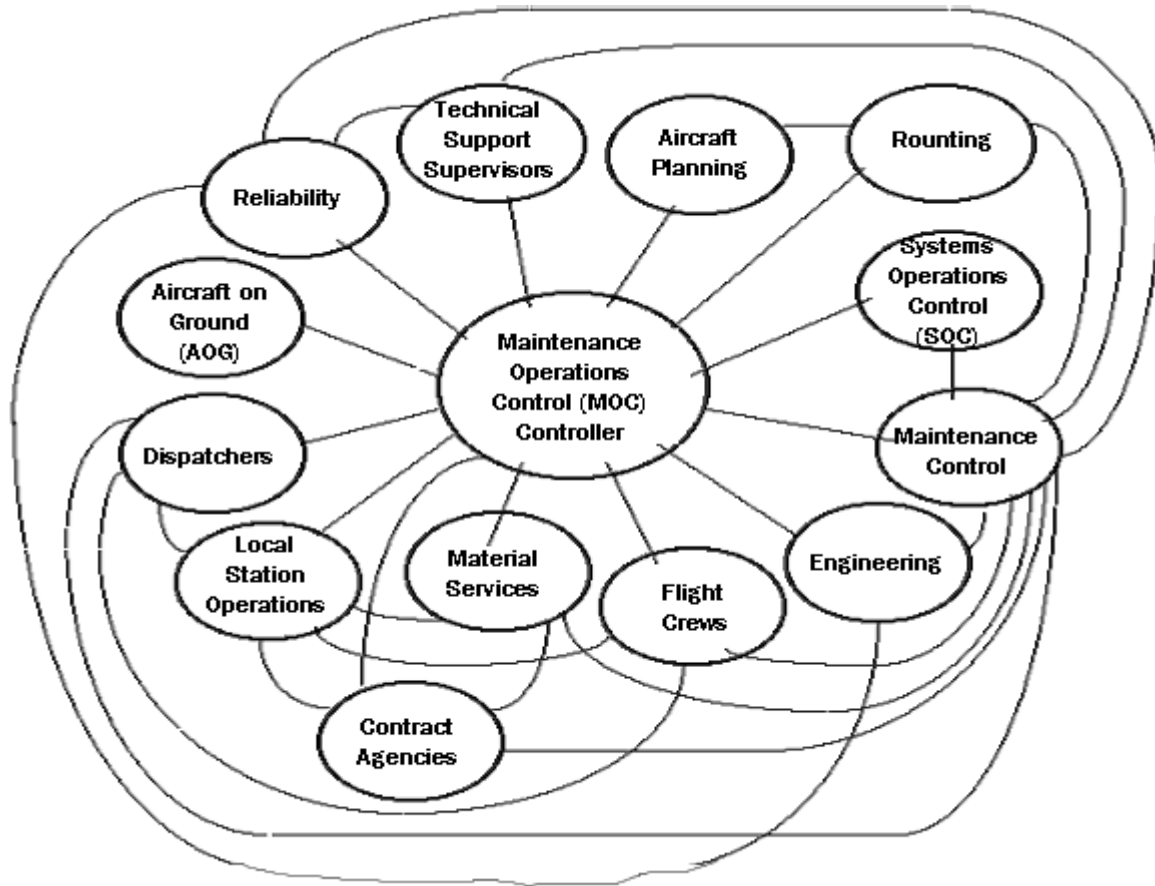 Technical
Support
Supervisors
Aircraft
Planning
Rounting
Reliability
Systems
Operations
Control
(SOC)
Aircraft on
Ground
(AOG)
Maintenance
Operations
Control (MOC)
Controller
Dispatchers
Maintenance
Control
Local
Station
Operations
Material
Services
Flight
Crews
Engineering
Contract
Agencies